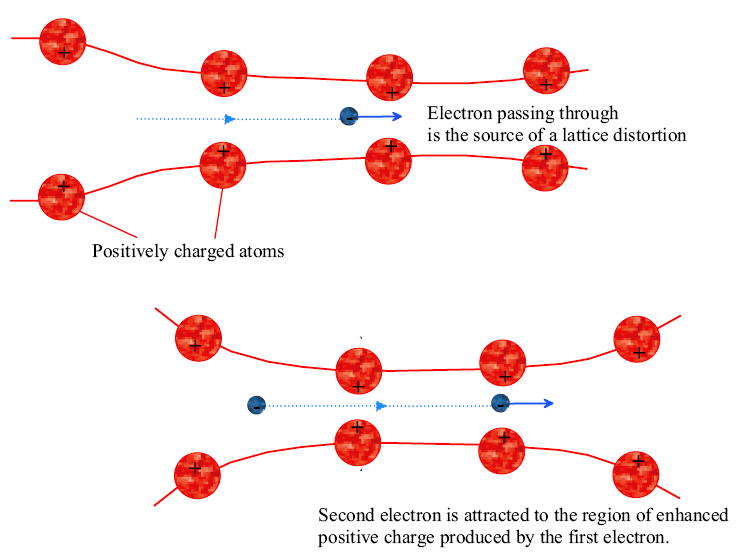 + + + +
-
Electron passing through
is the source of a lattice distortion
+ + + +
Positively charged atoms
+ + + +
- -
+ + + +
Second electron is attracted to the region of enhanced
positive charge produced by the first electron.